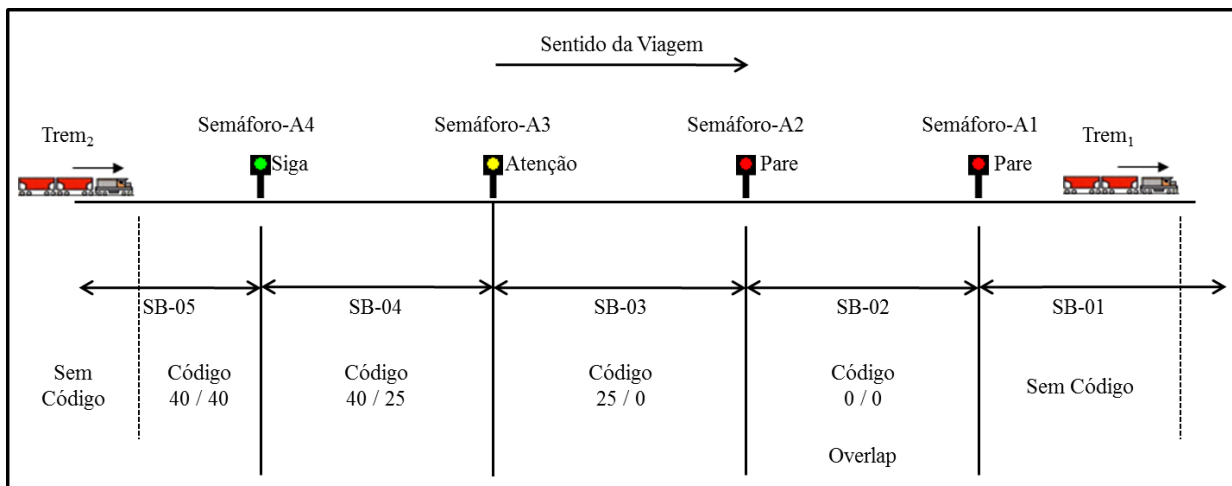 Sentido da Viagem
Semáforo-A4 Semáforo-A3 Semáforo-A2 Semáforo-A1
Trem₂ Trem₁
Siga Atenção Pare Pare
SB-05 SB-04 SB-03 SB-02 SB-01
Sem Código Código Código Código
Código 40 / 40 40 / 25 25 / 0 0 / 0
Sem Código
Overlap